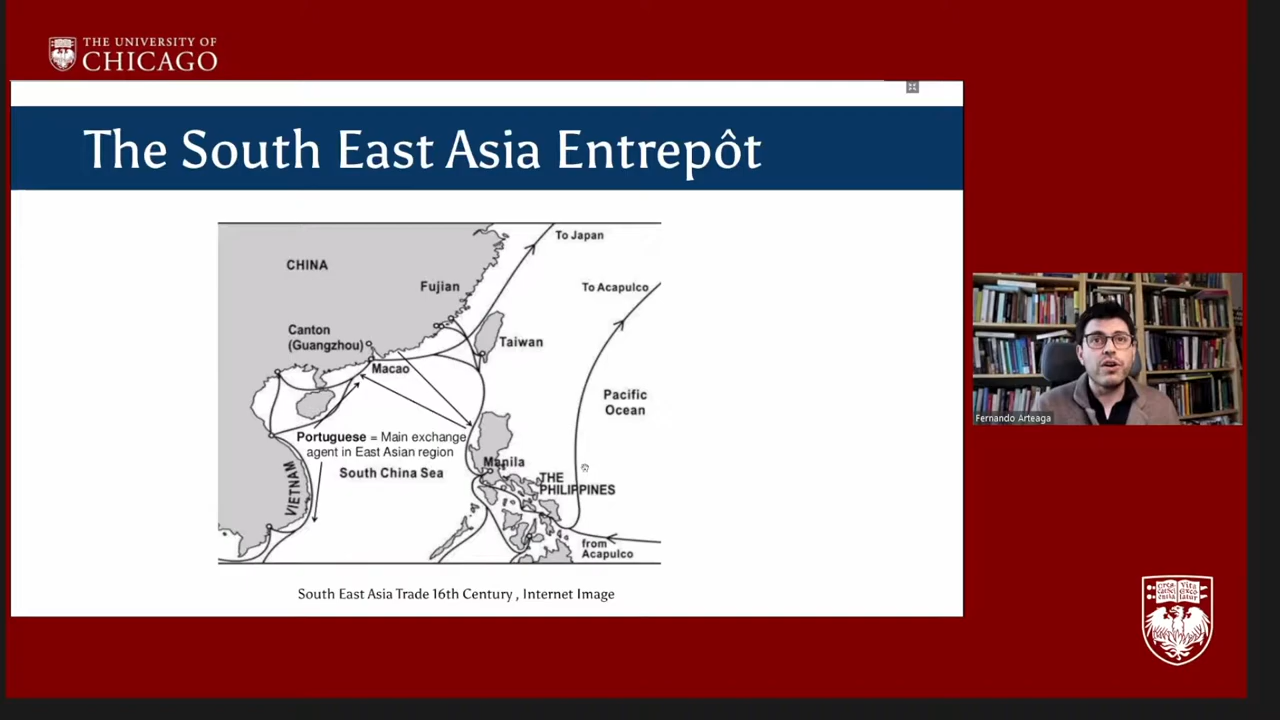 THE UNIVERSITY OF
CHICAGO
The South East Asia Entrepôt
To Japan
CHINA
To Acapulco
Fujian
Canton
(Guangzhou)
Taiwan
Macao
Pacific
Ocean
Portuguese = Main exchange
agent in East Asian region
Manila
South China Sea
THE
PHILIPPINES
VIETNAM
from
Acapulco
South East Asia Trade 16th Century , Internet Image
Fernando Arteaga